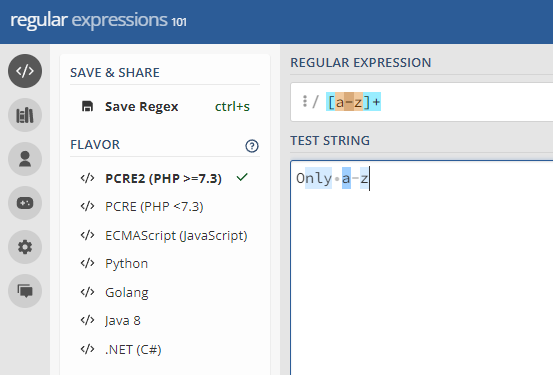 regular expressions 101
SAVE & SHARE
Save Regex ctrl+s
FLAVOR
PCRE2 (PHP >=7.3)
PCRE (PHP <7.3)
ECMAScript (JavaScript)
Python
Golang
Java 8
.NET (C#)
REGULAR EXPRESSION
/ [a-z]+
TEST STRING
Only·a-z